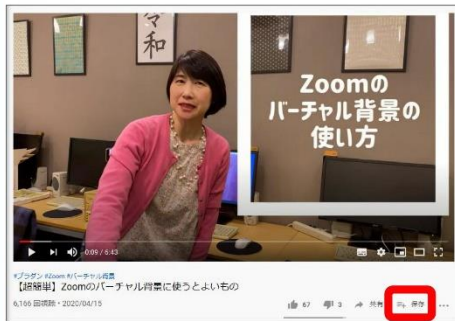 令
和
Zoomの
バーチャル背景の
使い方
0:09 / 6:43
#プラダン #Zoom #バーチャル背景
【超簡単】Zoomのバーチャル背景に使うとよいもの
6,166 回視聴・2020/04/15
67 3 共有 保存 …